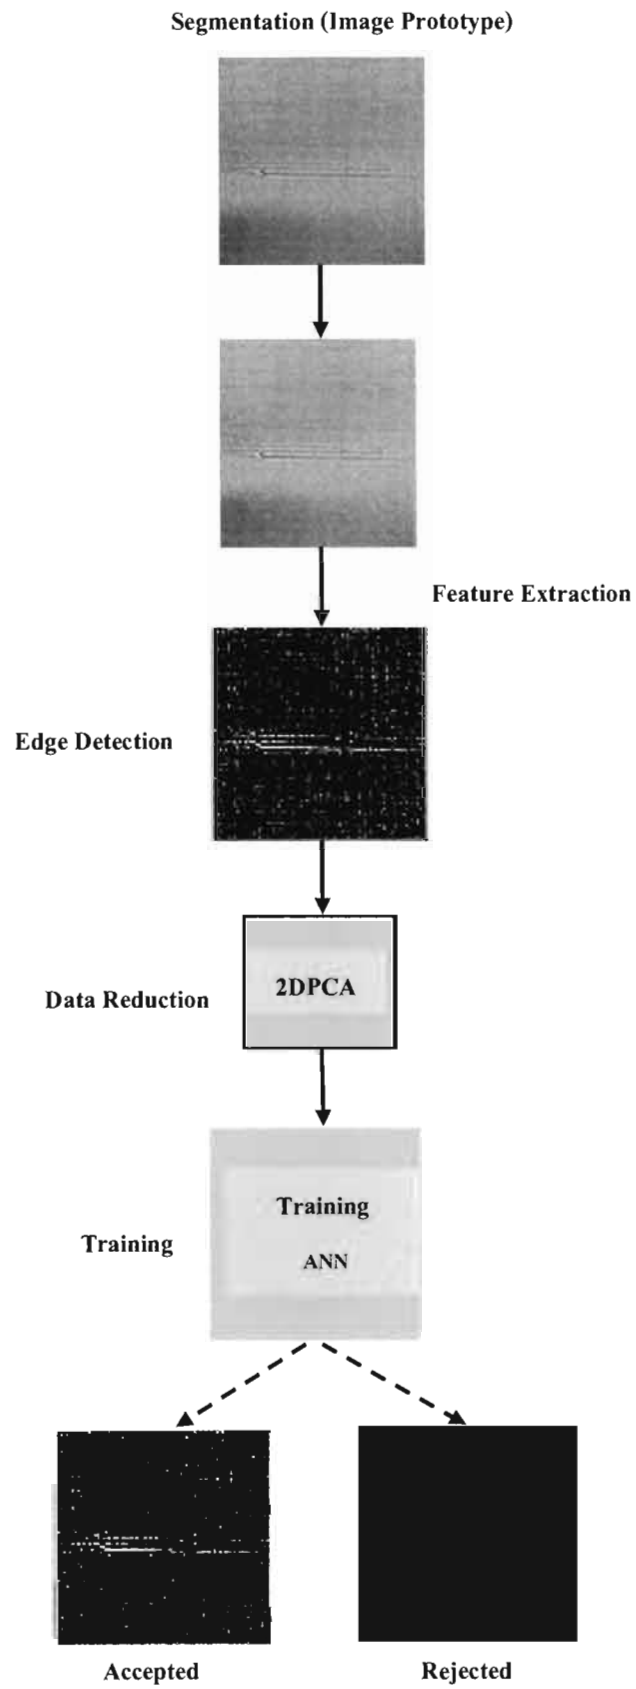 Segmentation (Image Prototype)
Feature Extraction
Edge Detection
2DPCA
Data Reduction
Training
ANN
Training
Accepted
Rejected